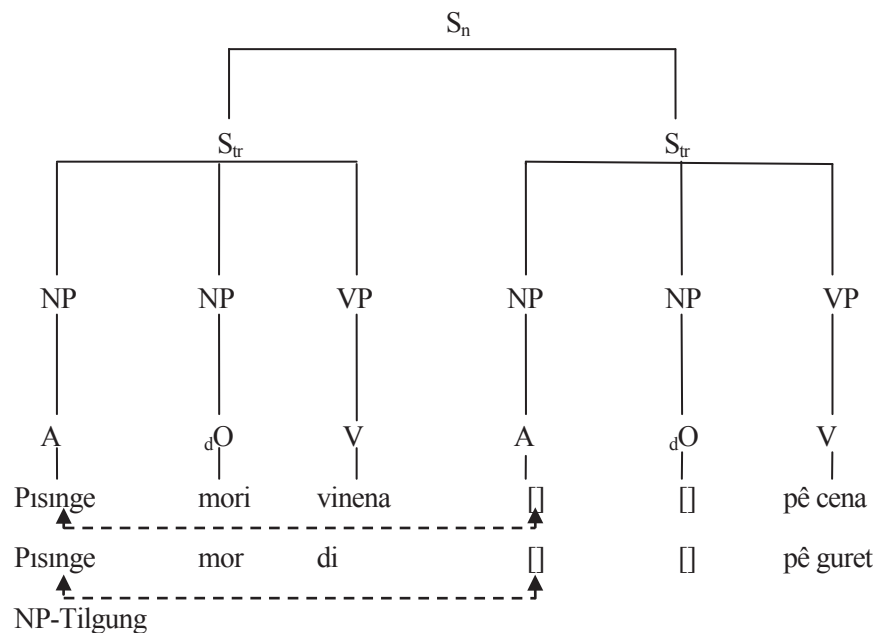 Sn
Str Str
NP NP VP NP NP VP
A dO V A dO V
Pısınge mori vinena [] [] pê cena
Pısınge mor di [] [] pê guret
NP-Tilgung